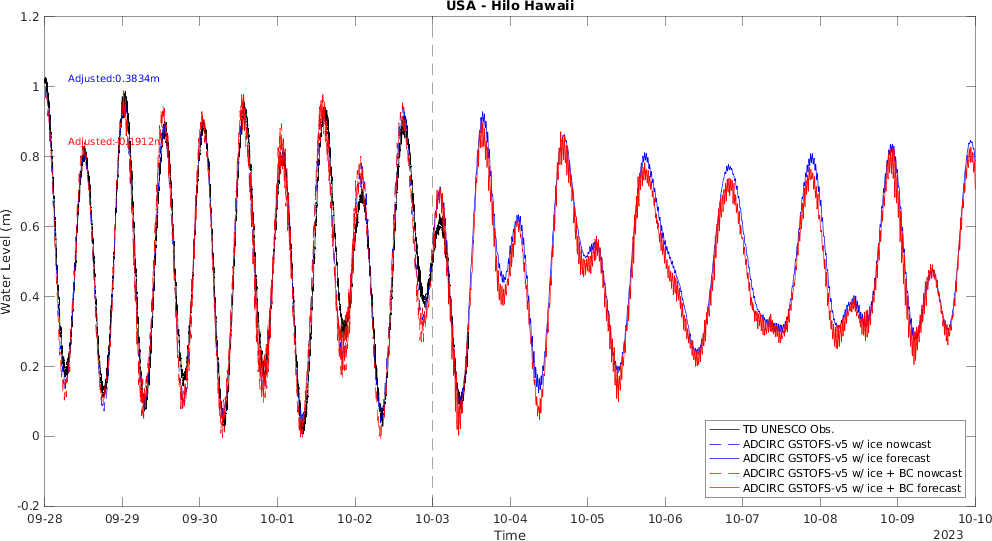 USA - Hilo Hawaii
1.2
1
0.8
0.6
0.4
0.2
0
-0.2
Water Level (m)
Adjusted:0.3834m
Adjusted:-0.1912m
09-28 09-29 09-30 10-01 10-02 10-03 10-04 10-05 10-06 10-07 10-08 10-09 10-10
Time
2023
TD UNESCO Obs.
ADCIRC GSTOFS-v5 w/ ice nowcast
ADCIRC GSTOFS-v5 w/ ice forecast
ADCIRC GSTOFS-v5 w/ ice + BC nowcast
ADCIRC GSTOFS-v5 w/ ice + BC forecast